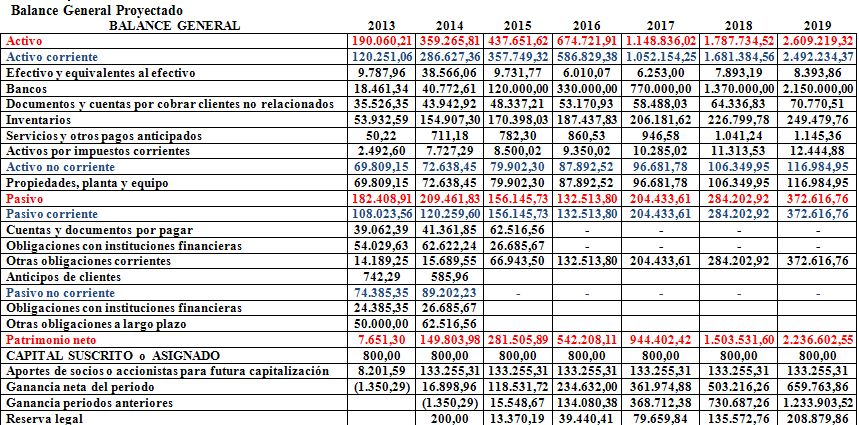 Balance General Proyectado
BALANCE GENERAL 2013 2014 2015 2016 2017 2018 2019
Activo 190.060,21 359.265,81 437.651,62 674.721,91 1.148.836,02 1.787.734,52 2.609.219,32
Activo corriente 120.251,06 286.627,36 357.749,32 586.829,38 1.052.154,25 1.681.384,56 2.492.234,37
Efectivo y equivalentes al efectivo 9.787,96 38.566,06 9.731,77 6.010,07 6.253,00 7.893,19 8.393,86
Bancos 18.461,34 40.772,61 120.000,00 330.000,00 770.000,00 1.370.000,00 2.150.000,00
Documentos y cuentas por cobrar clientes no relacionados 35.526,35 43.942,92 48.337,21 53.170,93 58.488,03 64.336,83 70.770,51
Inventarios 53.932,59 154.907,30 170.398,03 187.437,83 206.181,62 226.799,78 249.479,76
Servicios y otros pagos anticipados 50,22 711,18 782,30 860,53 946,58 1.041,24 1.145,36
Activos por impuestos corrientes 2.492,60 7.727,29 8.500,02 9.350,02 10.285,02 11.313,53 12.444,88
Activo no corriente 69.809,15 72.638,45 79.902,30 87.892,52 96.681,78 106.349,95 116.984,95
Propiedades, planta y equipo 69.809,15 72.638,45 79.902,30 87.892,52 96.681,78 106.349,95 116.984,95
Pasivo 182.408,91 209.461,83 156.145,73 132.513,80 204.433,61 284.202,92 372.616,76
Pasivo corriente 108.023,56 120.259,60 156.145,73 132.513,80 204.433,61 284.202,92 372.616,76
Cuentas y documentos por pagar 39.062,39 41.361,85 62.516,56 - - - -
Obligaciones con instituciones financieras 54.029,63 62.622,24 26.685,67 - - - -
Otras obligaciones corrientes 14.189,25 15.689,55 66.943,50 132.513,80 204.433,61 284.202,92 372.616,76
Anticipos de clientes 742,29 585,96
Pasivo no corriente 74.385,35 89.202,23 - - - - -
Obligaciones con instituciones financieras 24.385,35 26.685,67
Otras obligaciones a largo plazo 50.000,00 62.516,56
Patrimonio neto 7.651,30 149.803,98 281.505,89 542.208,11 944.402,42 1.503.531,60 2.236.602,55
CAPITAL SUSCRITO o ASIGNADO 800,00 800,00 800,00 800,00 800,00 800,00 800,00
Aportes de socios o accionistas para futura capitalización 8.201,59 133.255,31 133.255,31 133.255,31 133.255,31 133.255,31 133.255,31
Ganancia neta del periodo (1.350,29) 16.898,96 118.531,72 234.632,00 361.974,88 503.216,26 659.763,86
Ganancia periodos anteriores (1.350,29) 15.548,67 134.080,38 368.712,38 730.687,26 1.233.903,52
Reserva legal 200,00 13.370,19 39.440,41 79.659,84 135.572,76 208.879,86